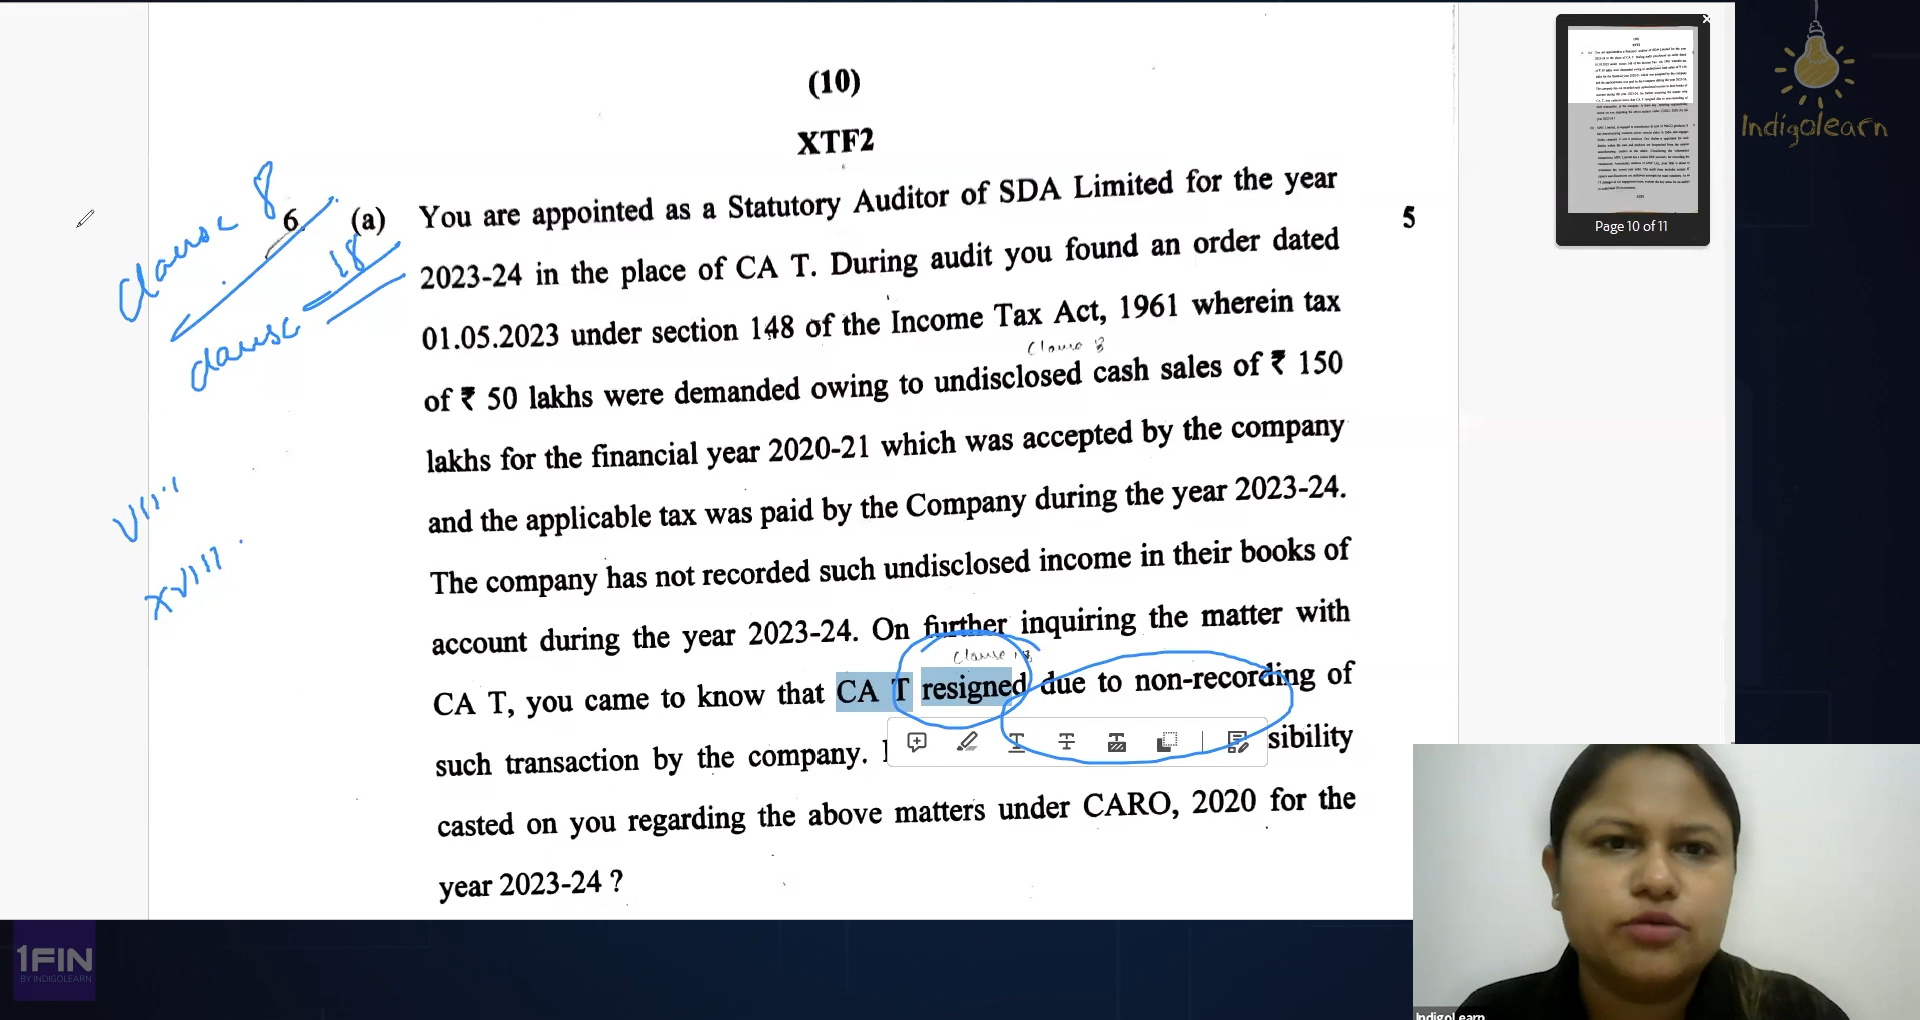 (10)
XTF2
6 (a) You are appointed as a Statutory Auditor of SDA Limited for the year 5
2023-24 in the place of CA T. During audit you found an order dated
01.05.2023 under section 148 of the Income Tax Act, 1961 wherein tax
Clause 8
of ₹ 50 lakhs were demanded owing to undisclosed cash sales of ₹ 150
lakhs for the financial year 2020-21 which was accepted by the company
and the applicable tax was paid by the Company during the year 2023-24.
The company has not recorded such undisclosed income in their books of
account during the year 2023-24. On further inquiring the matter with
Clause 18
CA T, you came to know that CA T resigned due to non-recording of
such transaction by the company. sibility
casted on you regarding the above matters under CARO, 2020 for the
year 2023-24 ?
clause 8
clause 18
viii
xviii
Page 10 of 11
Indigolearn
1FIN
BY INDIGOLEARN
IndigoLearn